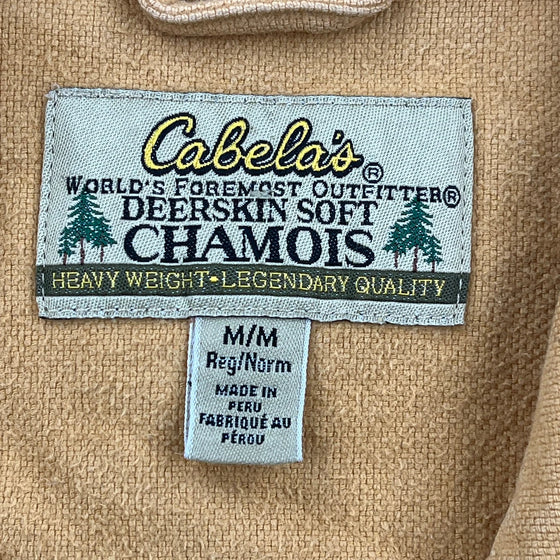 Cabela's®
WORLD'S FOREMOST OUTFITTER®
DEERSKIN SOFT
CHAMOIS
HEAVY WEIGHT • LEGENDARY QUALITY
M/M
Reg/Norm
MADE IN
PERU
FABRIQUÉ AU
PÉROU